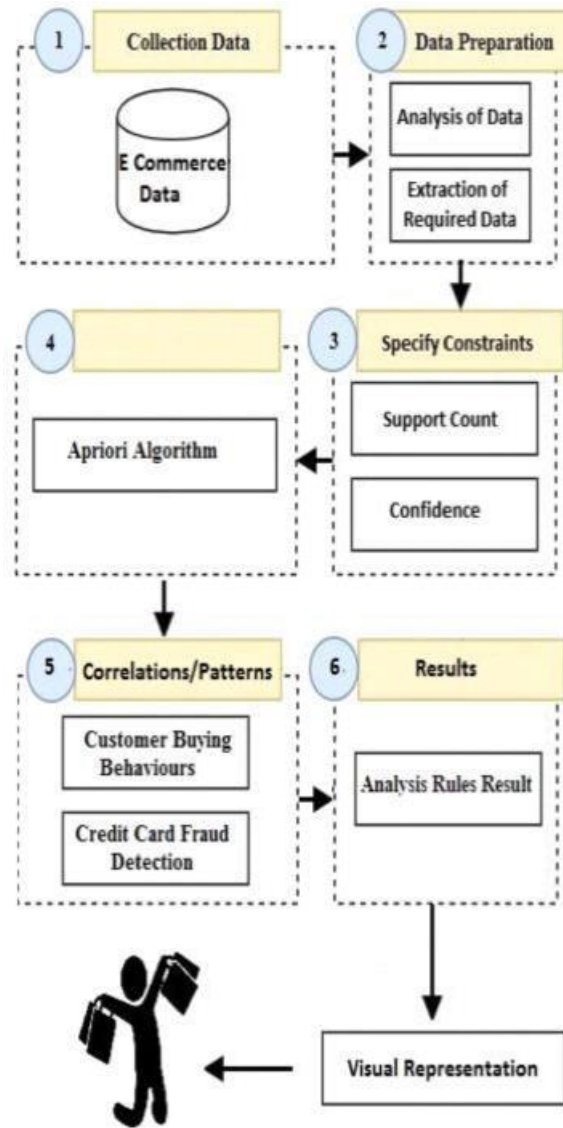 1
Collection Data
E Commerce
Data
2
Data Preparation
Analysis of Data
Extraction of
Required Data
3
Specify Constraints
Support Count
Confidence
4
Apriori Algorithm
5
Correlations/Patterns
Customer Buying
Behaviours
Credit Card Fraud
Detection
6
Results
Analysis Rules Result
Visual Representation